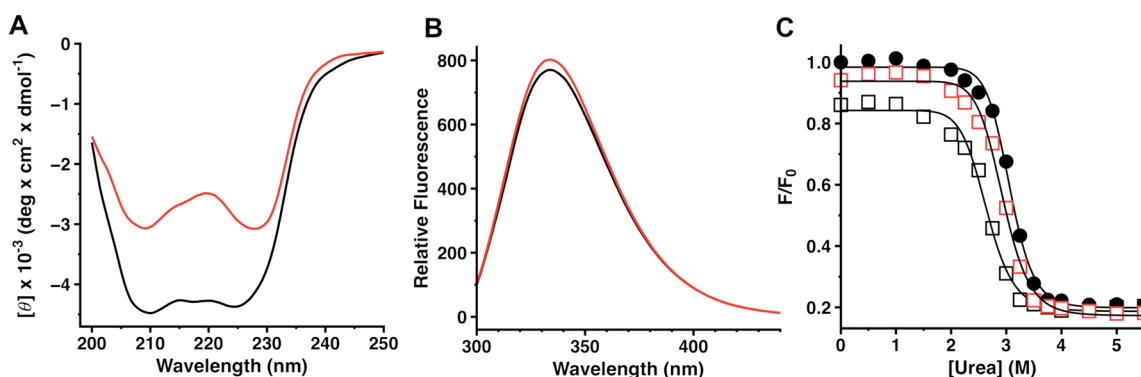 A
[θ] x 10⁻³ (deg x cm² x dmol⁻¹)
0
−1
−2
−3
−4
200 210 220 230 240 250
Wavelength (nm)
B
Relative Fluorescence
800
600
400
200
0
300 350 400
Wavelength (nm)
C
F/F₀
1.0
0.8
0.6
0.4
0.2
0 1 2 3 4 5
[Urea] (M)